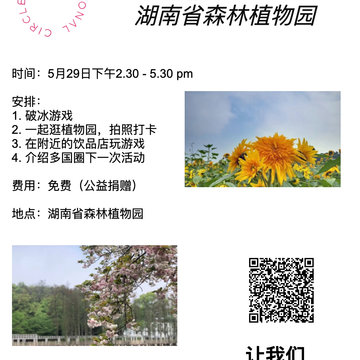 ONAL CIRCLE
湖南省森林植物园
时间：5月29日下午2.30 - 5.30 pm
安排：
1. 破冰游戏
2. 一起逛植物园，拍照打卡
3. 在附近的饮品店玩游戏
4. 介绍多国圈下一次活动
费用：免费（公益捐赠）
地点：湖南省森林植物园
让我们